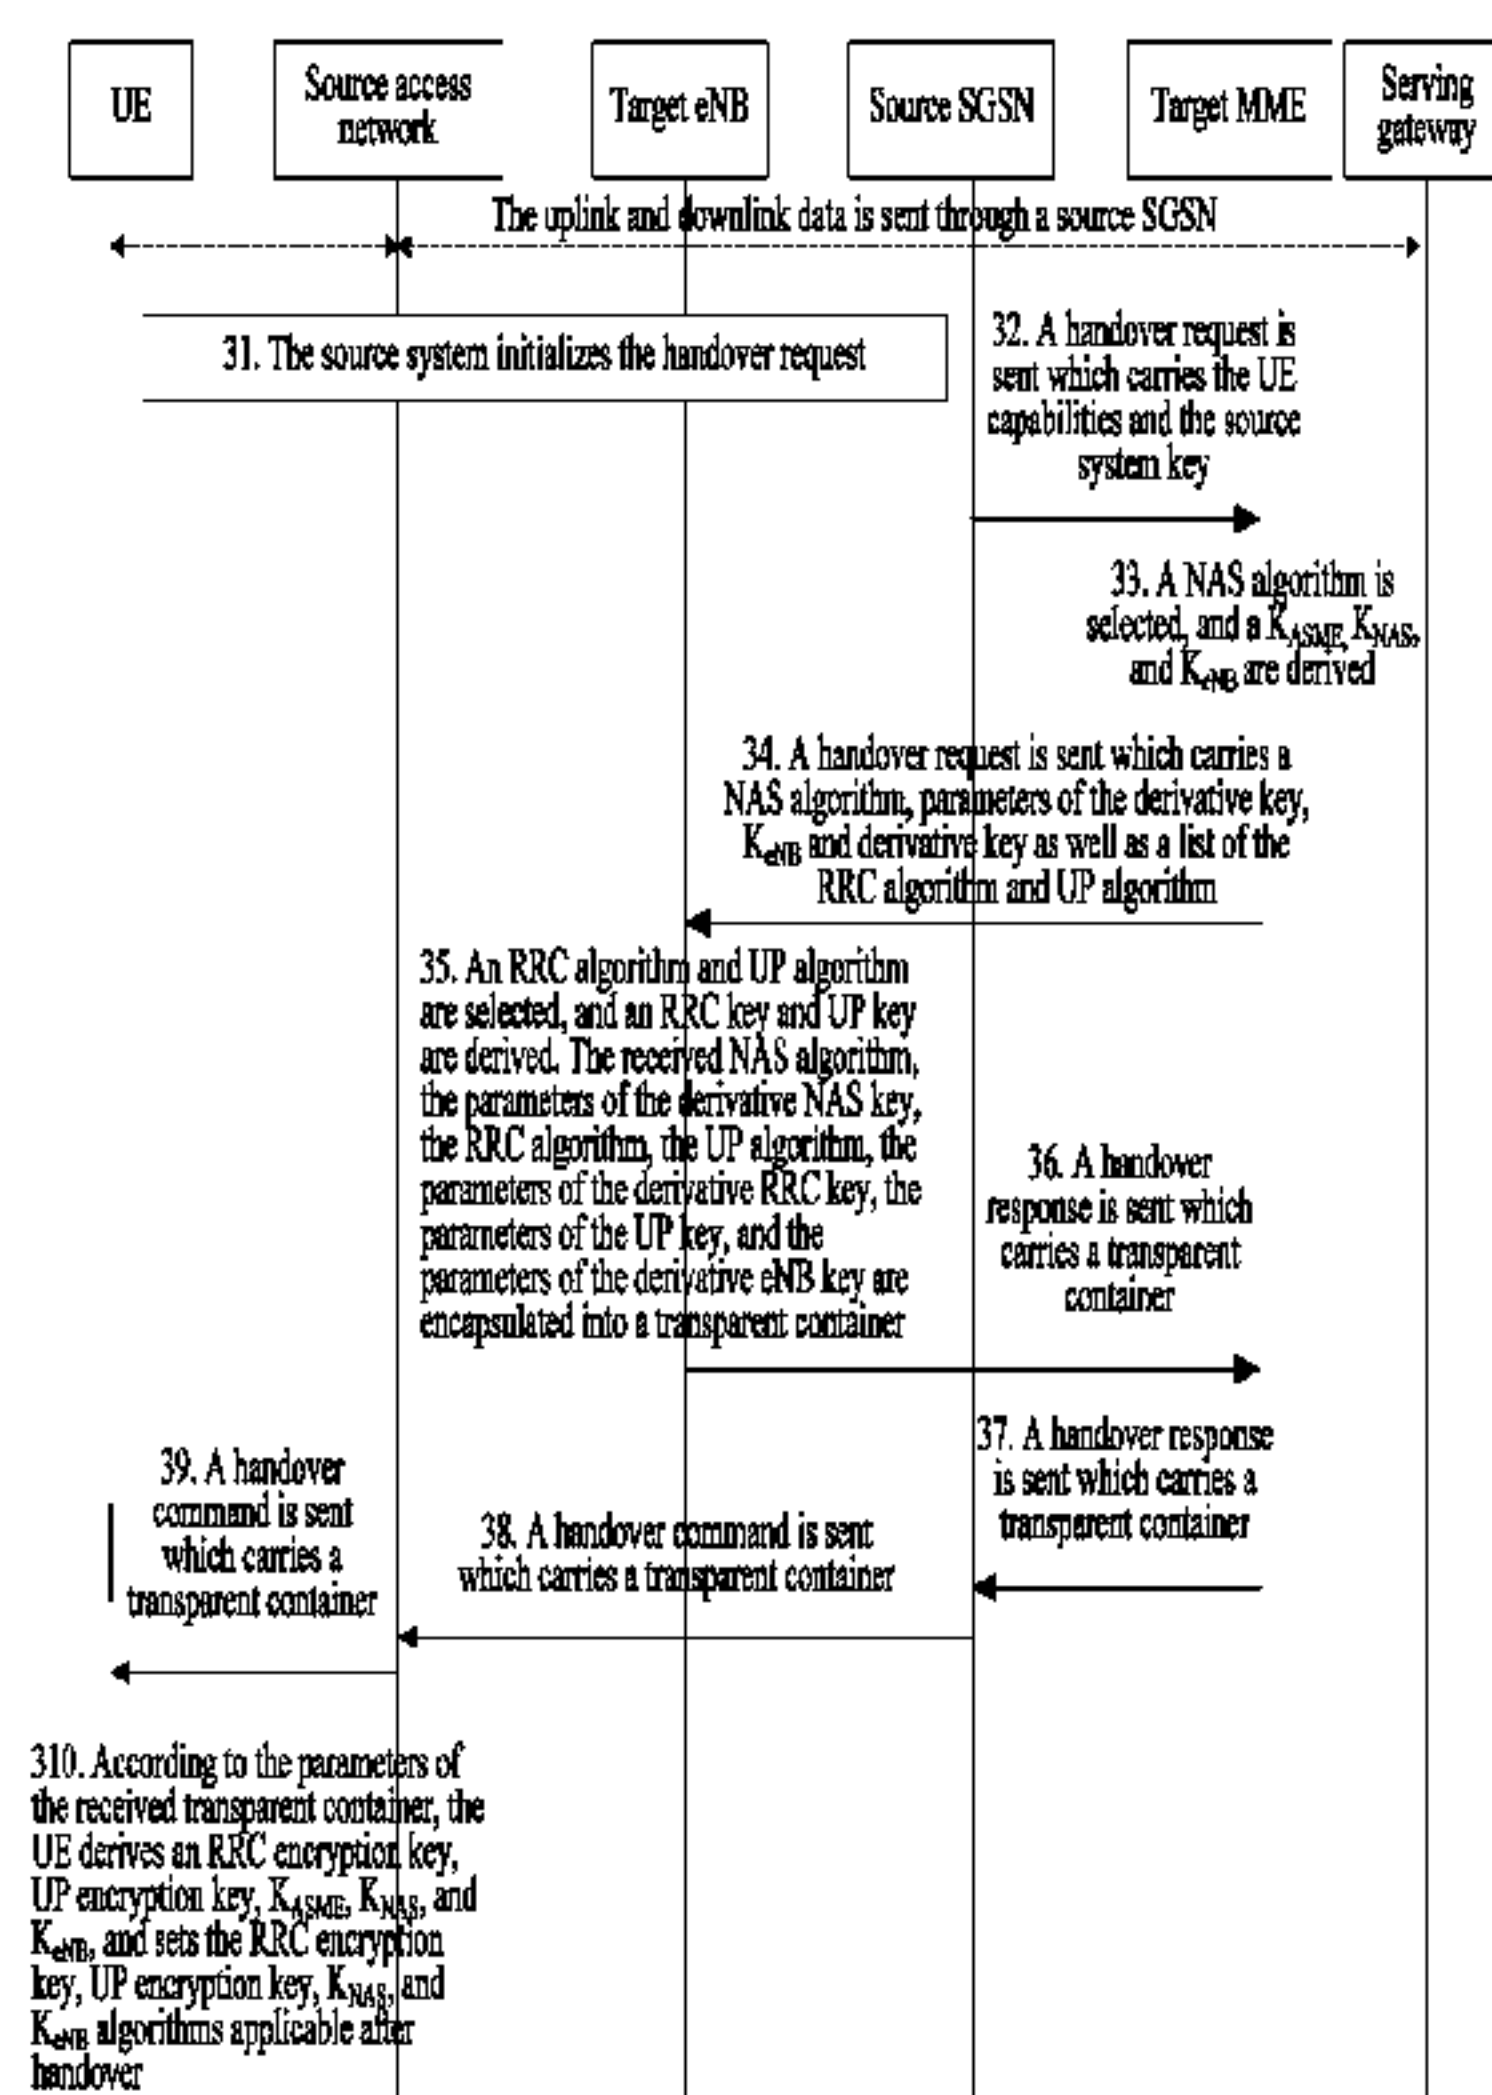 UE
Source access
network
Target eNB
Source SGSN
Target MME
Serving
gateway
The uplink and downlink data is sent through a source SGSN
31. The source system initializes the handover request
32. A handover request is
sent which carries the UE
capabilities and the source
system key
33. A NAS algorithm is
selected, and a KASME, KNAS,
and KeNB are derived
34. A handover request is sent which carries a
NAS algorithm, parameters of the derivative key,
KeNB and derivative key as well as a list of the
RRC algorithm and UP algorithm
35. An RRC algorithm and UP algorithm
are selected, and an RRC key and UP key
are derived. The received NAS algorithm,
the parameters of the derivative NAS key,
the RRC algorithm, the UP algorithm, the
parameters of the derivative RRC key, the
parameters of the UP key, and the
parameters of the derivative eNB key are
encapsulated into a transparent container
36. A handover
response is sent which
carries a transparent
container
37. A handover response
is sent which carries a
transparent container
38. A handover command is sent
which carries a transparent container
39. A handover
command is sent
which carries a
transparent container
310. According to the parameters of
the received transparent container, the
UE derives an RRC encryption key,
UP encryption key, KASME, KNAS, and
KeNB, and sets the RRC encryption
key, UP encryption key, KNAS, and
KeNB algorithms applicable after
handover